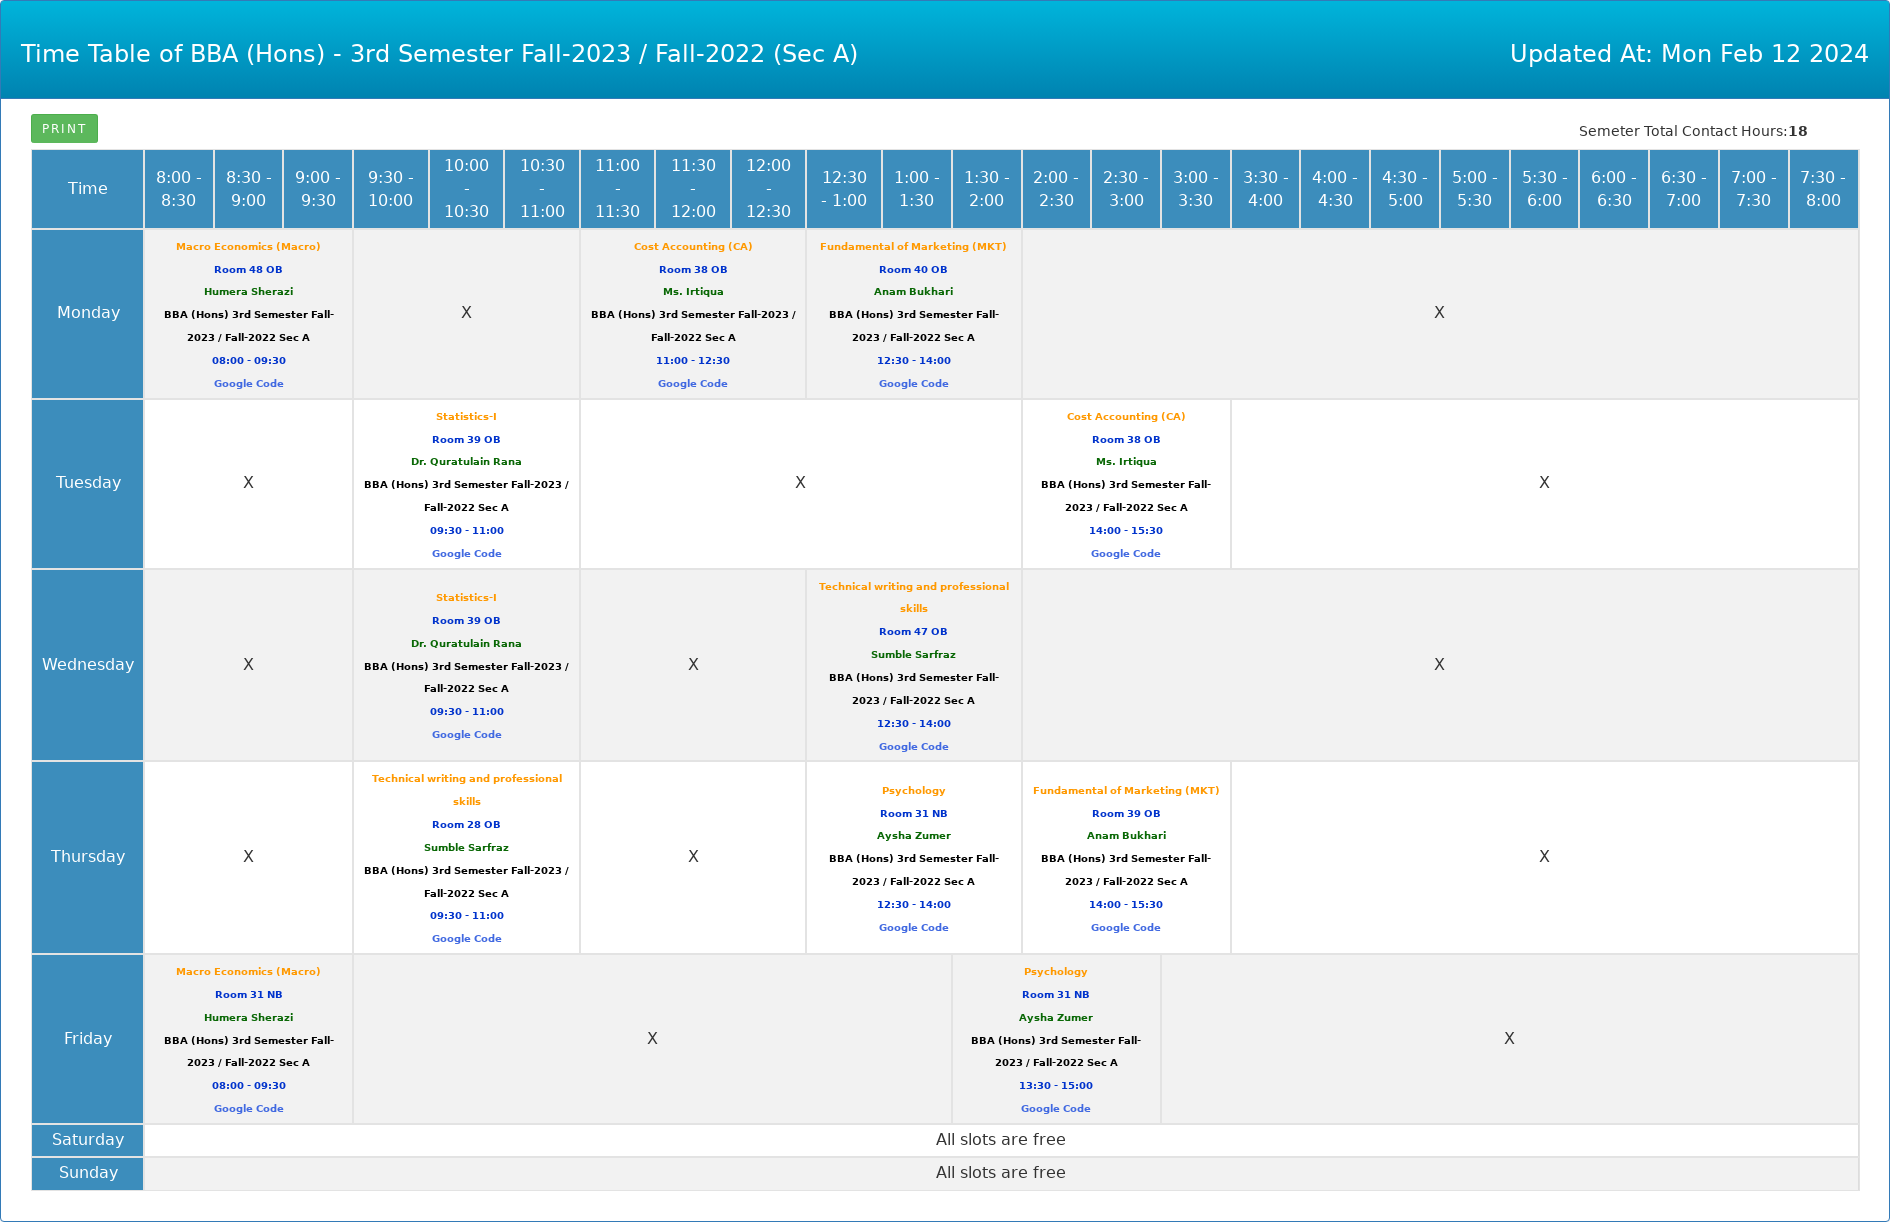 Time Table of BBA (Hons) - 3rd Semester Fall-2023 / Fall-2022 (Sec A)
Updated At: Mon Feb 12 2024
PRINT
Semeter Total Contact Hours:18
Time
8:00 -
8:30
8:30 -
9:00
9:00 -
9:30
9:30 -
10:00
10:00
-
10:30
10:30
-
11:00
11:00
-
11:30
11:30
-
12:00
12:00
-
12:30
12:30
- 1:00
1:00 -
1:30
1:30 -
2:00
2:00 -
2:30
2:30 -
3:00
3:00 -
3:30
3:30 -
4:00
4:00 -
4:30
4:30 -
5:00
5:00 -
5:30
5:30 -
6:00
6:00 -
6:30
6:30 -
7:00
7:00 -
7:30
7:30 -
8:00
Monday
Macro Economics (Macro)
Room 48 OB
Humera Sherazi
BBA (Hons) 3rd Semester Fall-
2023 / Fall-2022 Sec A
08:00 - 09:30
Google Code
X
Cost Accounting (CA)
Room 38 OB
Ms. Irtiqua
BBA (Hons) 3rd Semester Fall-2023 /
Fall-2022 Sec A
11:00 - 12:30
Google Code
Fundamental of Marketing (MKT)
Room 40 OB
Anam Bukhari
BBA (Hons) 3rd Semester Fall-
2023 / Fall-2022 Sec A
12:30 - 14:00
Google Code
X
Tuesday
X
Statistics-I
Room 39 OB
Dr. Quratulain Rana
BBA (Hons) 3rd Semester Fall-2023 /
Fall-2022 Sec A
09:30 - 11:00
Google Code
X
Cost Accounting (CA)
Room 38 OB
Ms. Irtiqua
BBA (Hons) 3rd Semester Fall-
2023 / Fall-2022 Sec A
14:00 - 15:30
Google Code
X
Wednesday
X
Statistics-I
Room 39 OB
Dr. Quratulain Rana
BBA (Hons) 3rd Semester Fall-2023 /
Fall-2022 Sec A
09:30 - 11:00
Google Code
X
Technical writing and professional
skills
Room 47 OB
Sumble Sarfraz
BBA (Hons) 3rd Semester Fall-
2023 / Fall-2022 Sec A
12:30 - 14:00
Google Code
X
Thursday
X
Technical writing and professional
skills
Room 28 OB
Sumble Sarfraz
BBA (Hons) 3rd Semester Fall-2023 /
Fall-2022 Sec A
09:30 - 11:00
Google Code
X
Psychology
Room 31 NB
Aysha Zumer
BBA (Hons) 3rd Semester Fall-
2023 / Fall-2022 Sec A
12:30 - 14:00
Google Code
Fundamental of Marketing (MKT)
Room 39 OB
Anam Bukhari
BBA (Hons) 3rd Semester Fall-
2023 / Fall-2022 Sec A
14:00 - 15:30
Google Code
X
Friday
Macro Economics (Macro)
Room 31 NB
Humera Sherazi
BBA (Hons) 3rd Semester Fall-
2023 / Fall-2022 Sec A
08:00 - 09:30
Google Code
X
Psychology
Room 31 NB
Aysha Zumer
BBA (Hons) 3rd Semester Fall-
2023 / Fall-2022 Sec A
13:30 - 15:00
Google Code
X
Saturday
All slots are free
Sunday
All slots are free